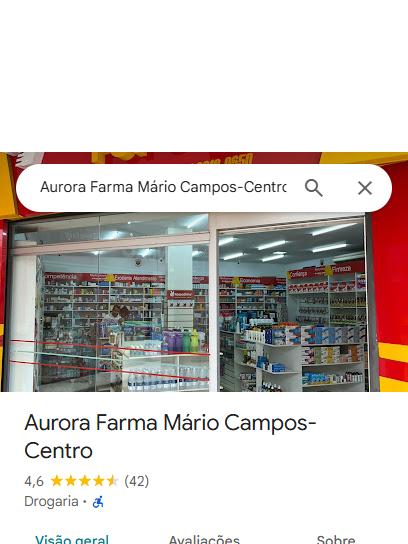 Aurora Farma Mário Campos-Centro
Competência
Excelente Atendimento
Economia
Confiança
Firmeza
Aurora Farma Mário Campos-
Centro
4,6 (42)
Drogaria ·
Visão geral
Avaliações
Sobre